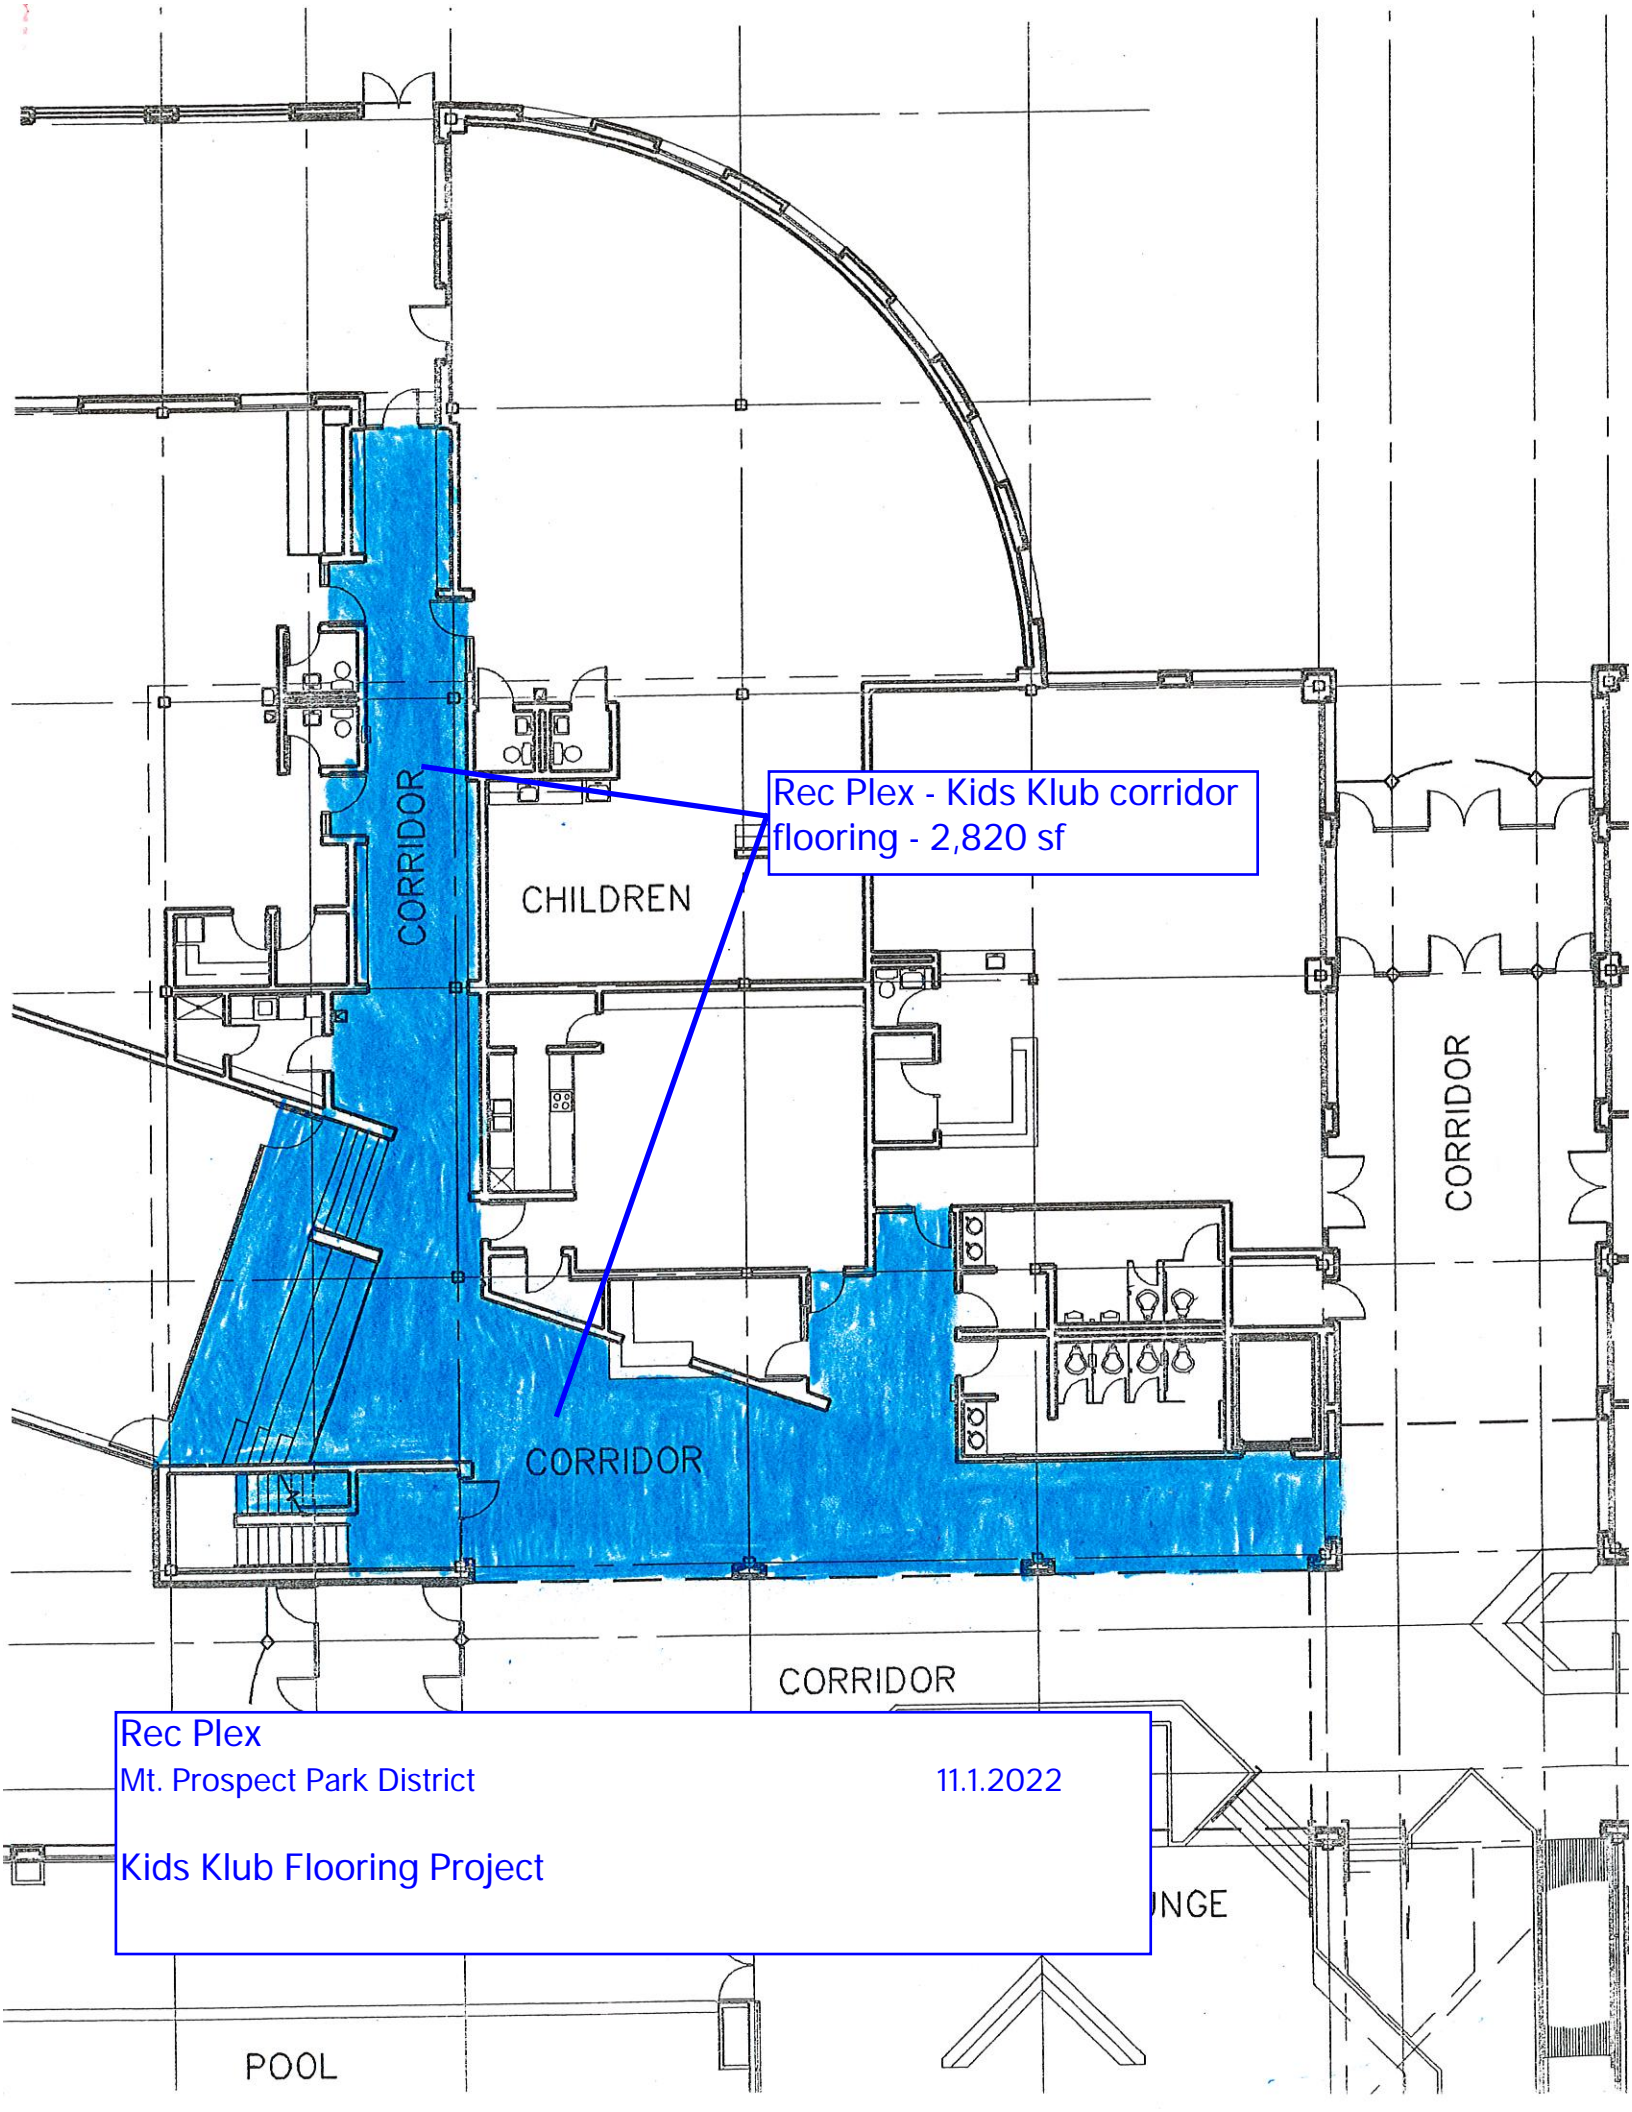 CORRIDOR
Rec Plex - Kids Klub corridor
flooring - 2,820 sf
CHILDREN
CORRIDOR
CORRIDOR
CORRIDOR
Rec Plex
Mt. Prospect Park District 11.1.2022
Kids Klub Flooring Project
UNGE
POOL